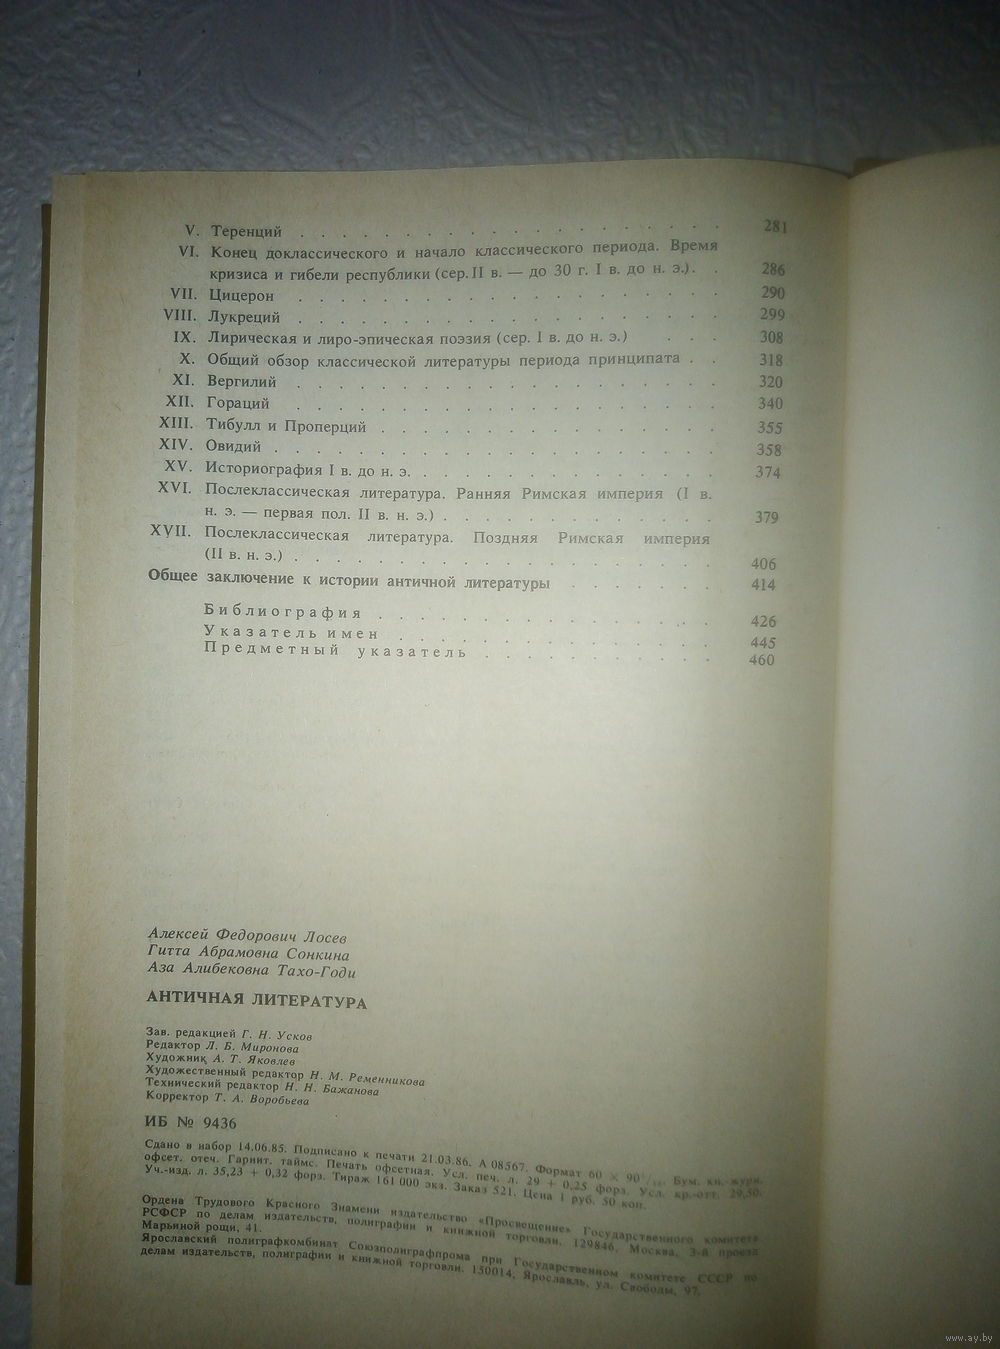 V. Теренций . . . . . . . . . . . . . . . . 281
VI. Конец доклассического и начало классического периода. Время
кризиса и гибели республики (сер. II в. — до 30 г. I в. до н. э.). . 286
VII. Цицерон . . . . . . . . . . . . . . . . 290
VIII. Лукреций . . . . . . . . . . . . . . . . 299
IX. Лирическая и лиро-эпическая поэзия (сер. I в. до н. э.) . . . 308
X. Общий обзор классической литературы периода принципата . . 318
XI. Вергилий . . . . . . . . . . . . . . . . 320
XII. Гораций . . . . . . . . . . . . . . . . 340
XIII. Тибулл и Проперций . . . . . . . . . . . . . 355
XIV. Овидий . . . . . . . . . . . . . . . . . 358
XV. Историография I в. до н. э. . . . . . . . . . . . 374
XVI. Послеклассическая литература. Ранняя Римская империя (I в.
н. э. — первая пол. II в. н. э.) . . . . . . . . . . . 379
XVII. Послеклассическая литература. Поздняя Римская империя
(II в. н. э.) . . . . . . . . . . . . . . . . 406
Общее заключение к истории античной литературы . . . . . . 414
Библиография . . . . . . . . . . . . . 426
Указатель имен . . . . . . . . . . . . 445
Предметный указатель . . . . . . . . . 460
Алексей Федорович Лосев
Гитта Абрамовна Сонкина
Аза Алибековна Тахо-Годи
АНТИЧНАЯ ЛИТЕРАТУРА
Зав. редакцией Г. Н. Усков
Редактор Л. Б. Миронова
Художник А. Т. Яковлев
Художественный редактор Н. М. Ременникова
Технический редактор Н. Н. Бажанова
Корректор Т. А. Воробьева
ИБ № 9436
Сдано в набор 14.06.85. Подписано к печати 21.03.86. А 08567. Формат 60 × 90 Бум. кн.-журн.
офсет. отеч. Гарнит. таймс. Печать офсетная. Усл. печ. л. 29 + 0,25 форз. Усл. кр.-отт. 29,50.
Уч.-изд. л. 35,23 + 0,32 форз. Тираж 161 000 экз. Заказ 521. Цена 1 руб. 50 коп.
Ордена Трудового Красного Знамени издательство «Просвещение» Государственного комитета
РСФСР по делам издательств, полиграфии и книжной торговли. 129846, Москва, 3-й проезд
Марьиной рощи, 41.
Ярославский полиграфкомбинат Союзполиграфпрома при Государственном комитете СССР по
делам издательств, полиграфии и книжной торговли. 150014, Ярославль, ул. Свободы, 97.
www.ay.by